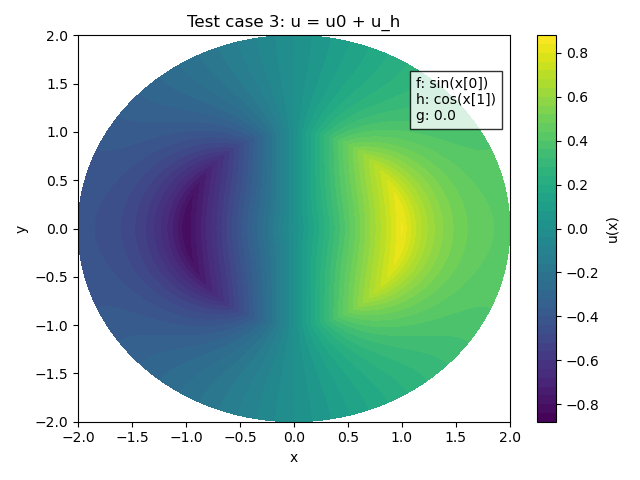 Test case 3: u = u0 + u_h
f: sin(x[0])
h: cos(x[1])
g: 0.0
y
2.0
1.5
1.0
0.5
0.0
−0.5
−1.0
−1.5
−2.0
−2.0 −1.5 −1.0 −0.5 0.0 0.5 1.0 1.5 2.0
x
0.8
0.6
0.4
0.2
0.0
−0.2
−0.4
−0.6
−0.8
u(x)